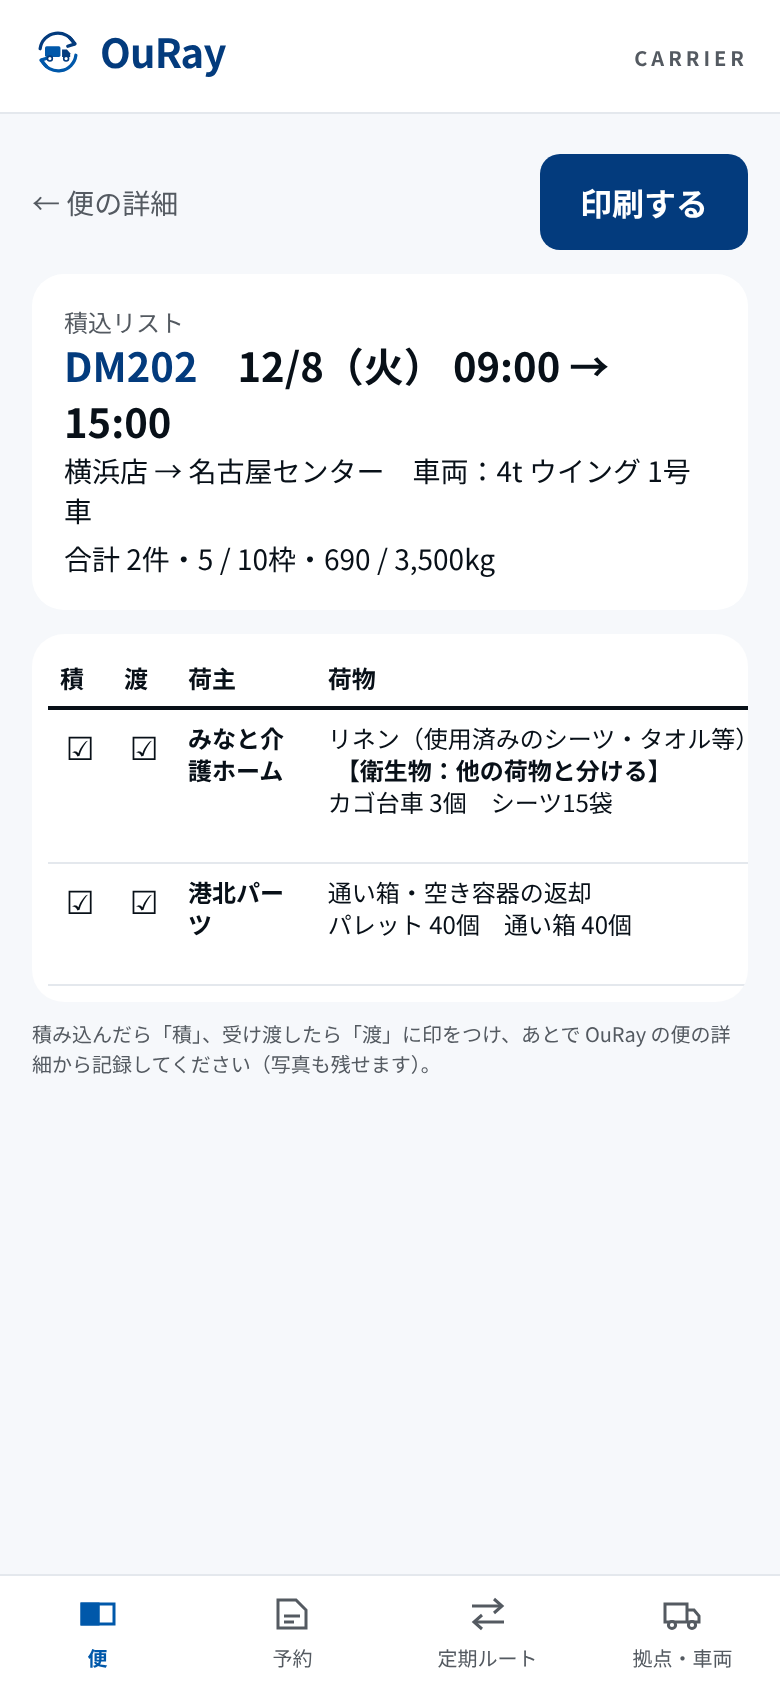 OuRay
CARRIER
← 便の詳細
印刷する
積込リスト
DM202　12/8（火） 09:00 →
15:00
横浜店 → 名古屋センター　車両：4t ウイング 1号
車
合計 2件・5 / 10枠・690 / 3,500kg
積 渡 荷主 荷物
☑ ☑ みなと介 リネン（使用済みのシーツ・タオル等）
護ホーム 【衛生物：他の荷物と分ける】
カゴ台車 3個　シーツ15袋
☑ ☑ 港北パー 通い箱・空き容器の返却
ツ パレット 40個　通い箱 40個
積み込んだら「積」、受け渡したら「渡」に印をつけ、あとで OuRay の便の詳
細から記録してください（写真も残せます）。
便 予約 定期ルート 拠点・車両